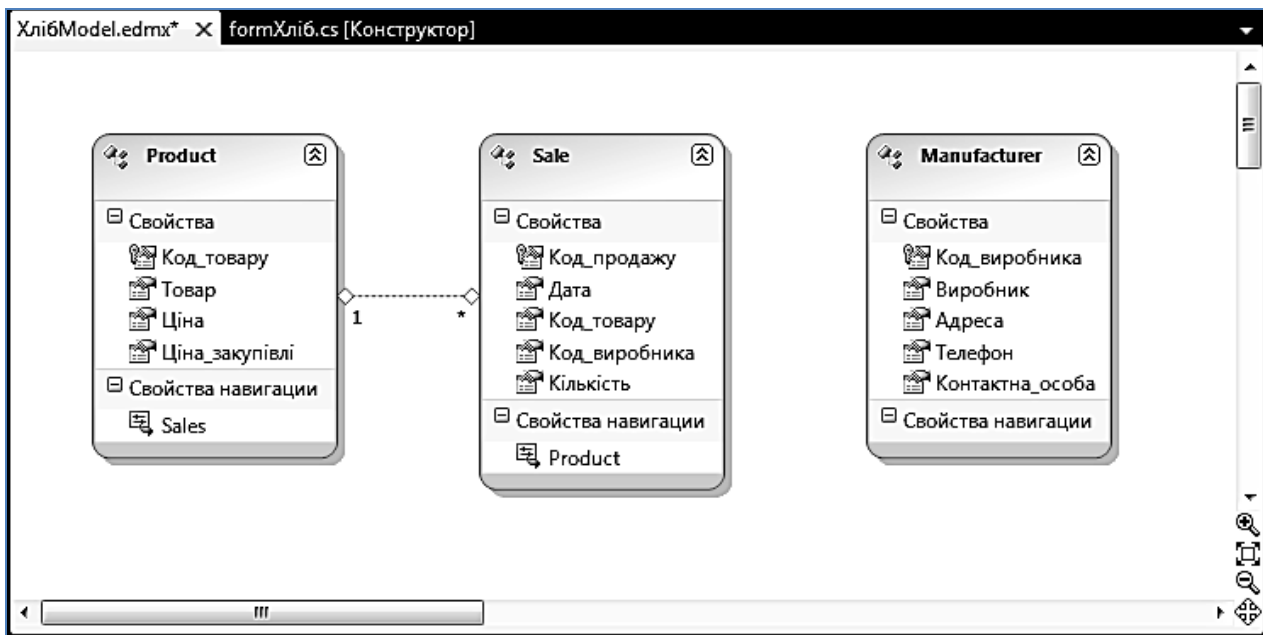 ХлібModel.edmx* X formХліб.cs [Конструктор]
Product
Свойства
Код_товару
Товар
Ціна
Ціна_закупівлі
Свойства навигации
Sales
1
*
Sale
Свойства
Код_продажу
Дата
Код_товару
Код_виробника
Кількість
Свойства навигации
Product
Manufacturer
Свойства
Код_виробника
Виробник
Адреса
Телефон
Контактна_особа
Свойства навигации